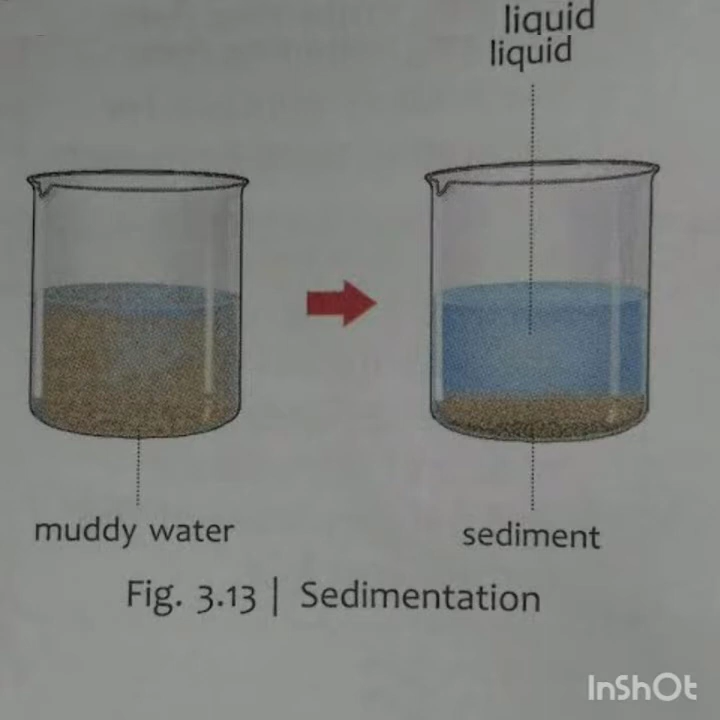 liquid
liquid
muddy water
sediment
Fig. 3.13 | Sedimentation
InShOt